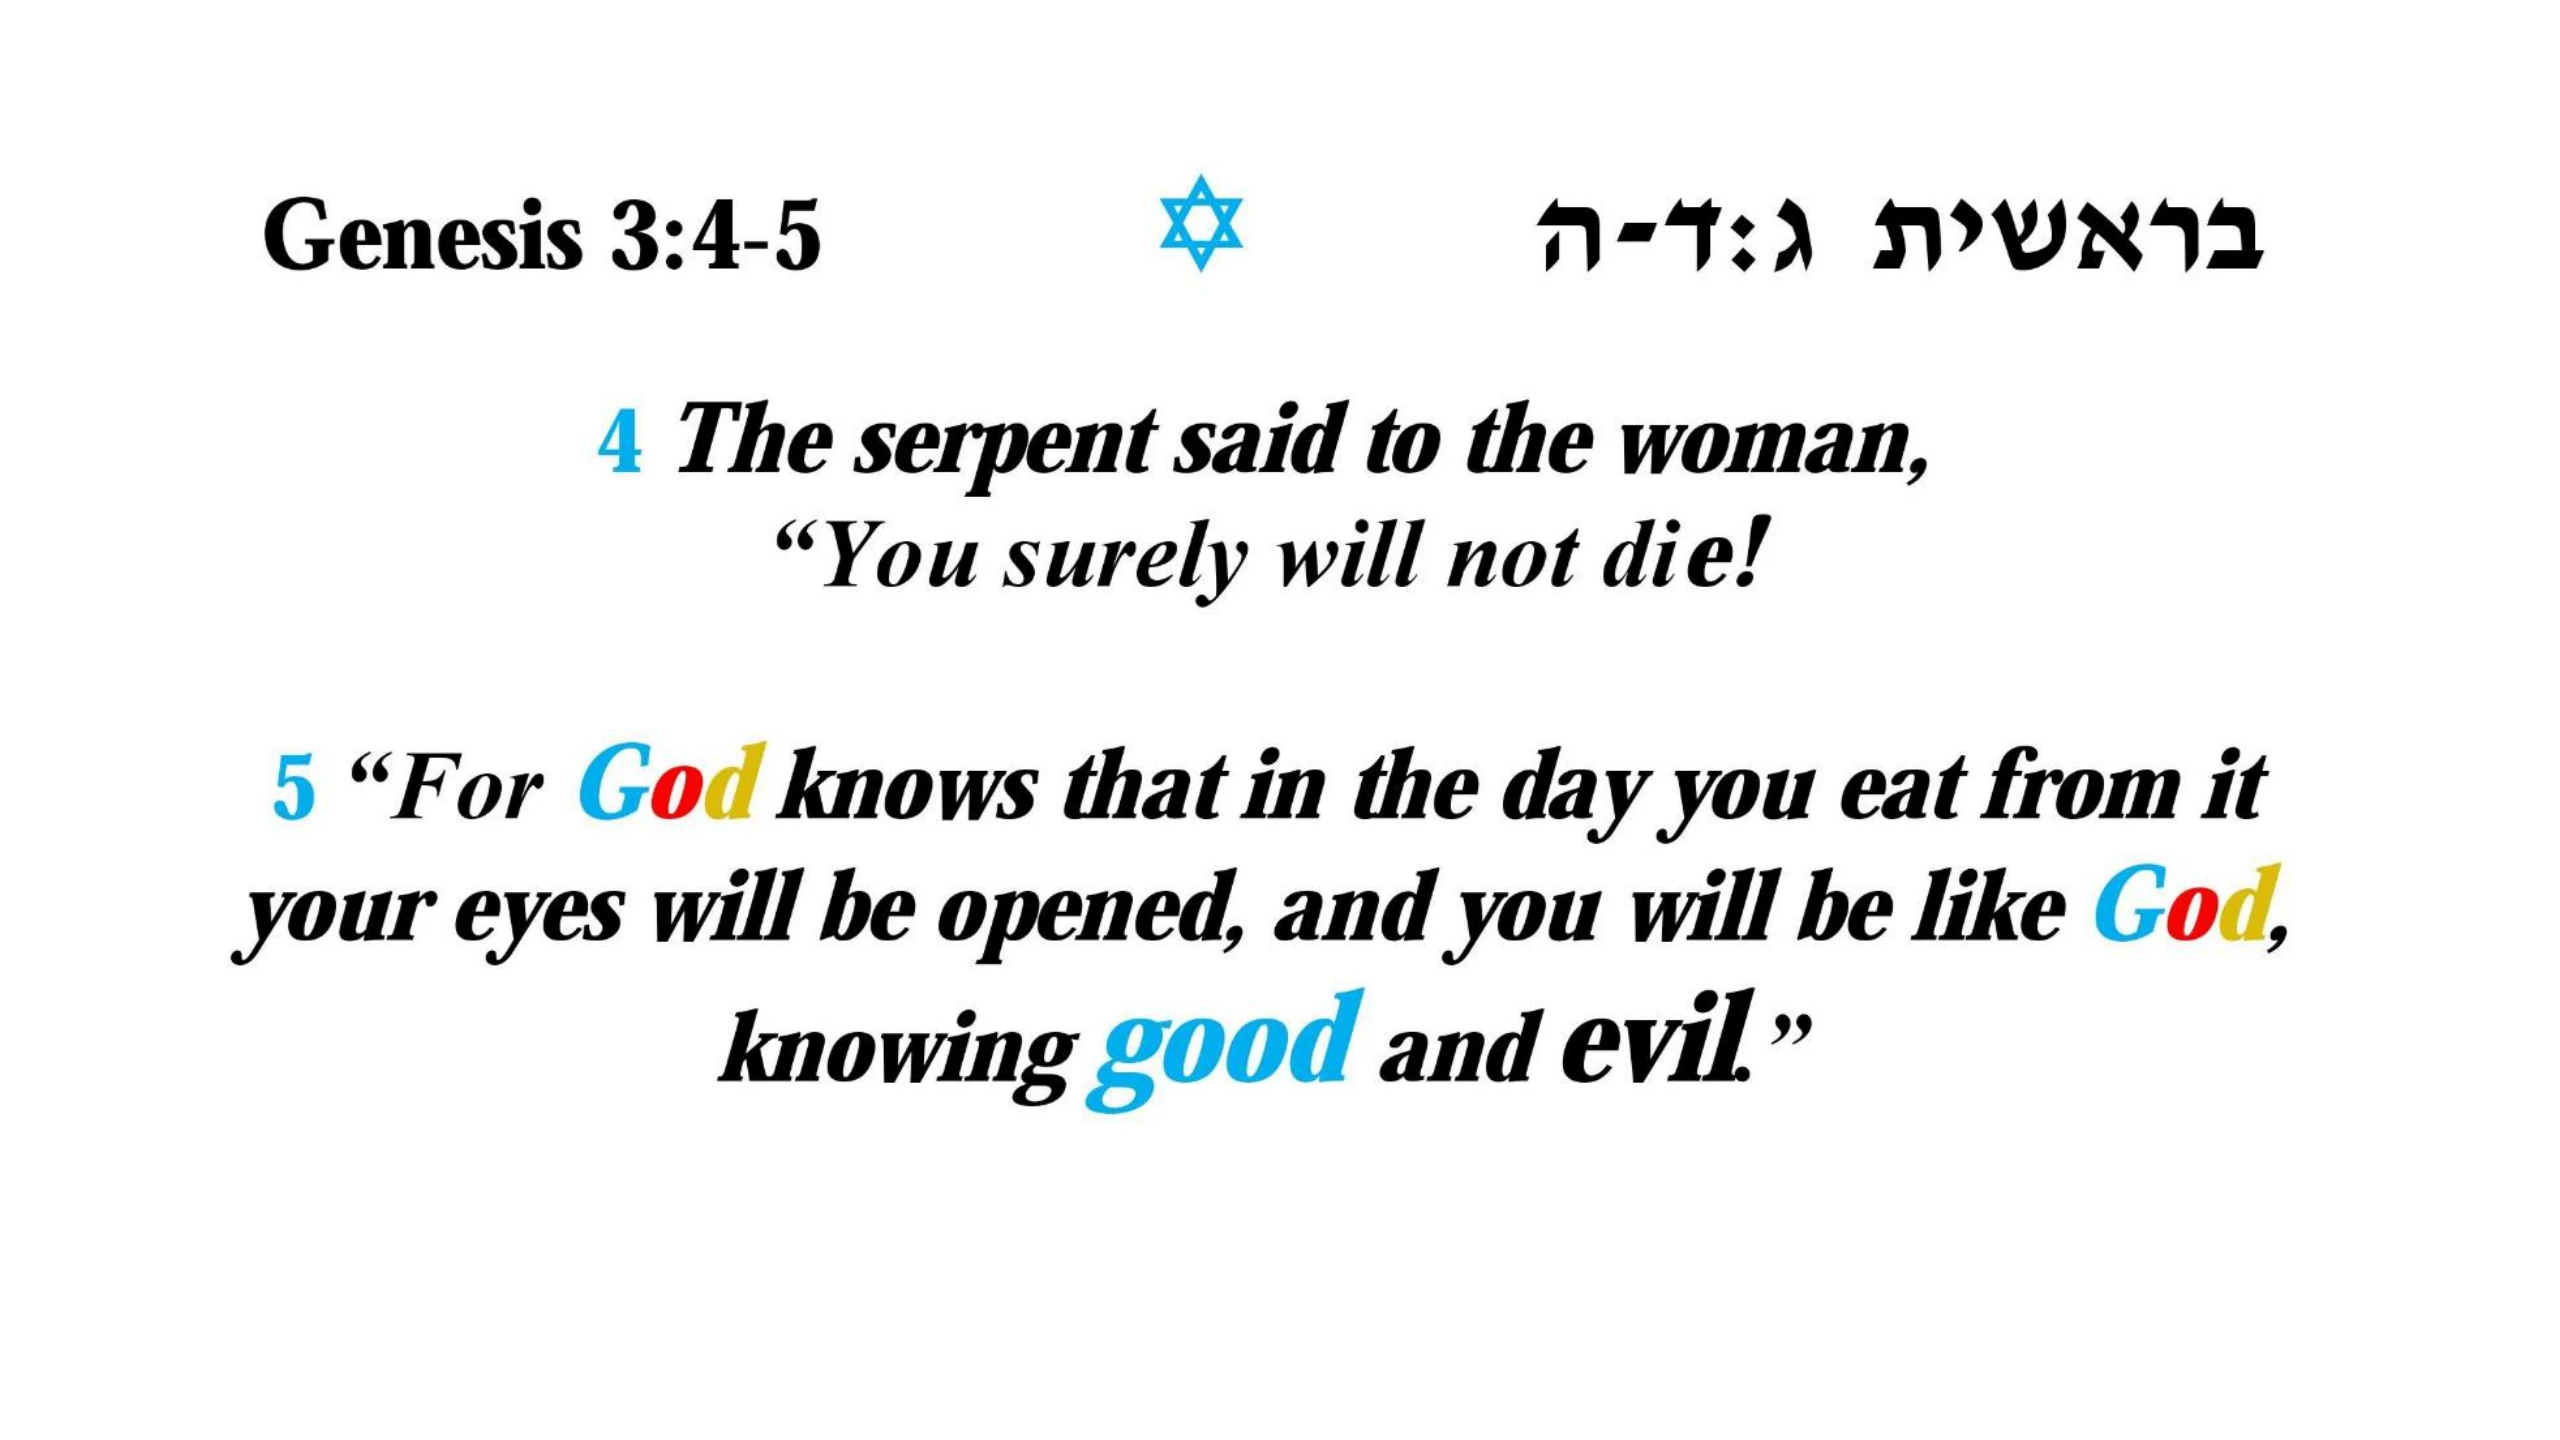 Genesis 3:4-5 ✡ בראשית ג:ד-ה
4 The serpent said to the woman,
“You surely will not die!
5 “For God knows that in the day you eat from it
your eyes will be opened, and you will be like God,
knowing good and evil.”